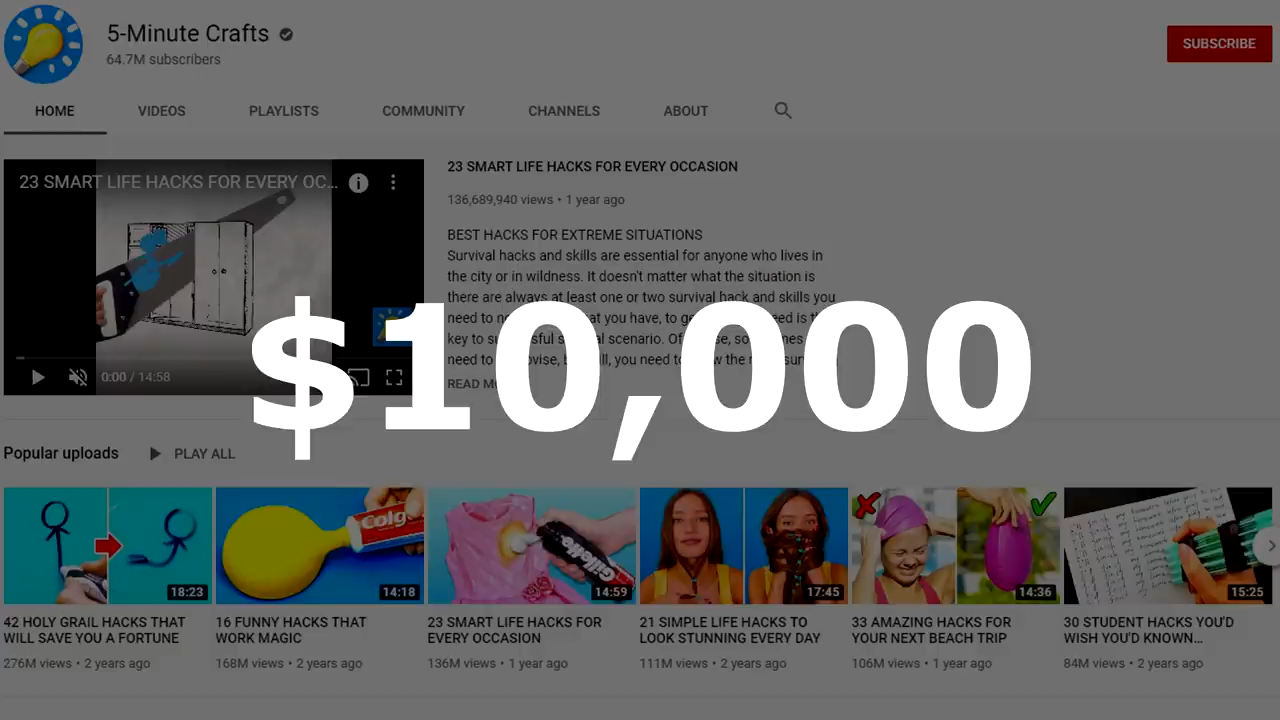 5-Minute Crafts
64.7M subscribers
SUBSCRIBE
HOME VIDEOS PLAYLISTS COMMUNITY CHANNELS ABOUT
23 SMART LIFE HACKS FOR EVERY OC...
0:00 / 14:58
23 SMART LIFE HACKS FOR EVERY OCCASION
136,689,940 views • 1 year ago
BEST HACKS FOR EXTREME SITUATIONS
Survival hacks and skills are essential for anyone who lives in
the city or in wildness. It doesn't matter what the situation is
there are always at least one or two survival hack and skills you
need to
key to
need to
READ
$10,000
Popular uploads PLAY ALL
18:23
Colg
14:18
Gillette
14:59
17:45
14:36
15:25
42 HOLY GRAIL HACKS THAT
WILL SAVE YOU A FORTUNE
276M views • 2 years ago
16 FUNNY HACKS THAT
WORK MAGIC
168M views • 2 years ago
23 SMART LIFE HACKS FOR
EVERY OCCASION
136M views • 1 year ago
21 SIMPLE LIFE HACKS TO
LOOK STUNNING EVERY DAY
111M views • 2 years ago
33 AMAZING HACKS FOR
YOUR NEXT BEACH TRIP
106M views • 1 year ago
30 STUDENT HACKS YOU'D
WISH YOU'D KNOWN...
84M views • 2 years ago